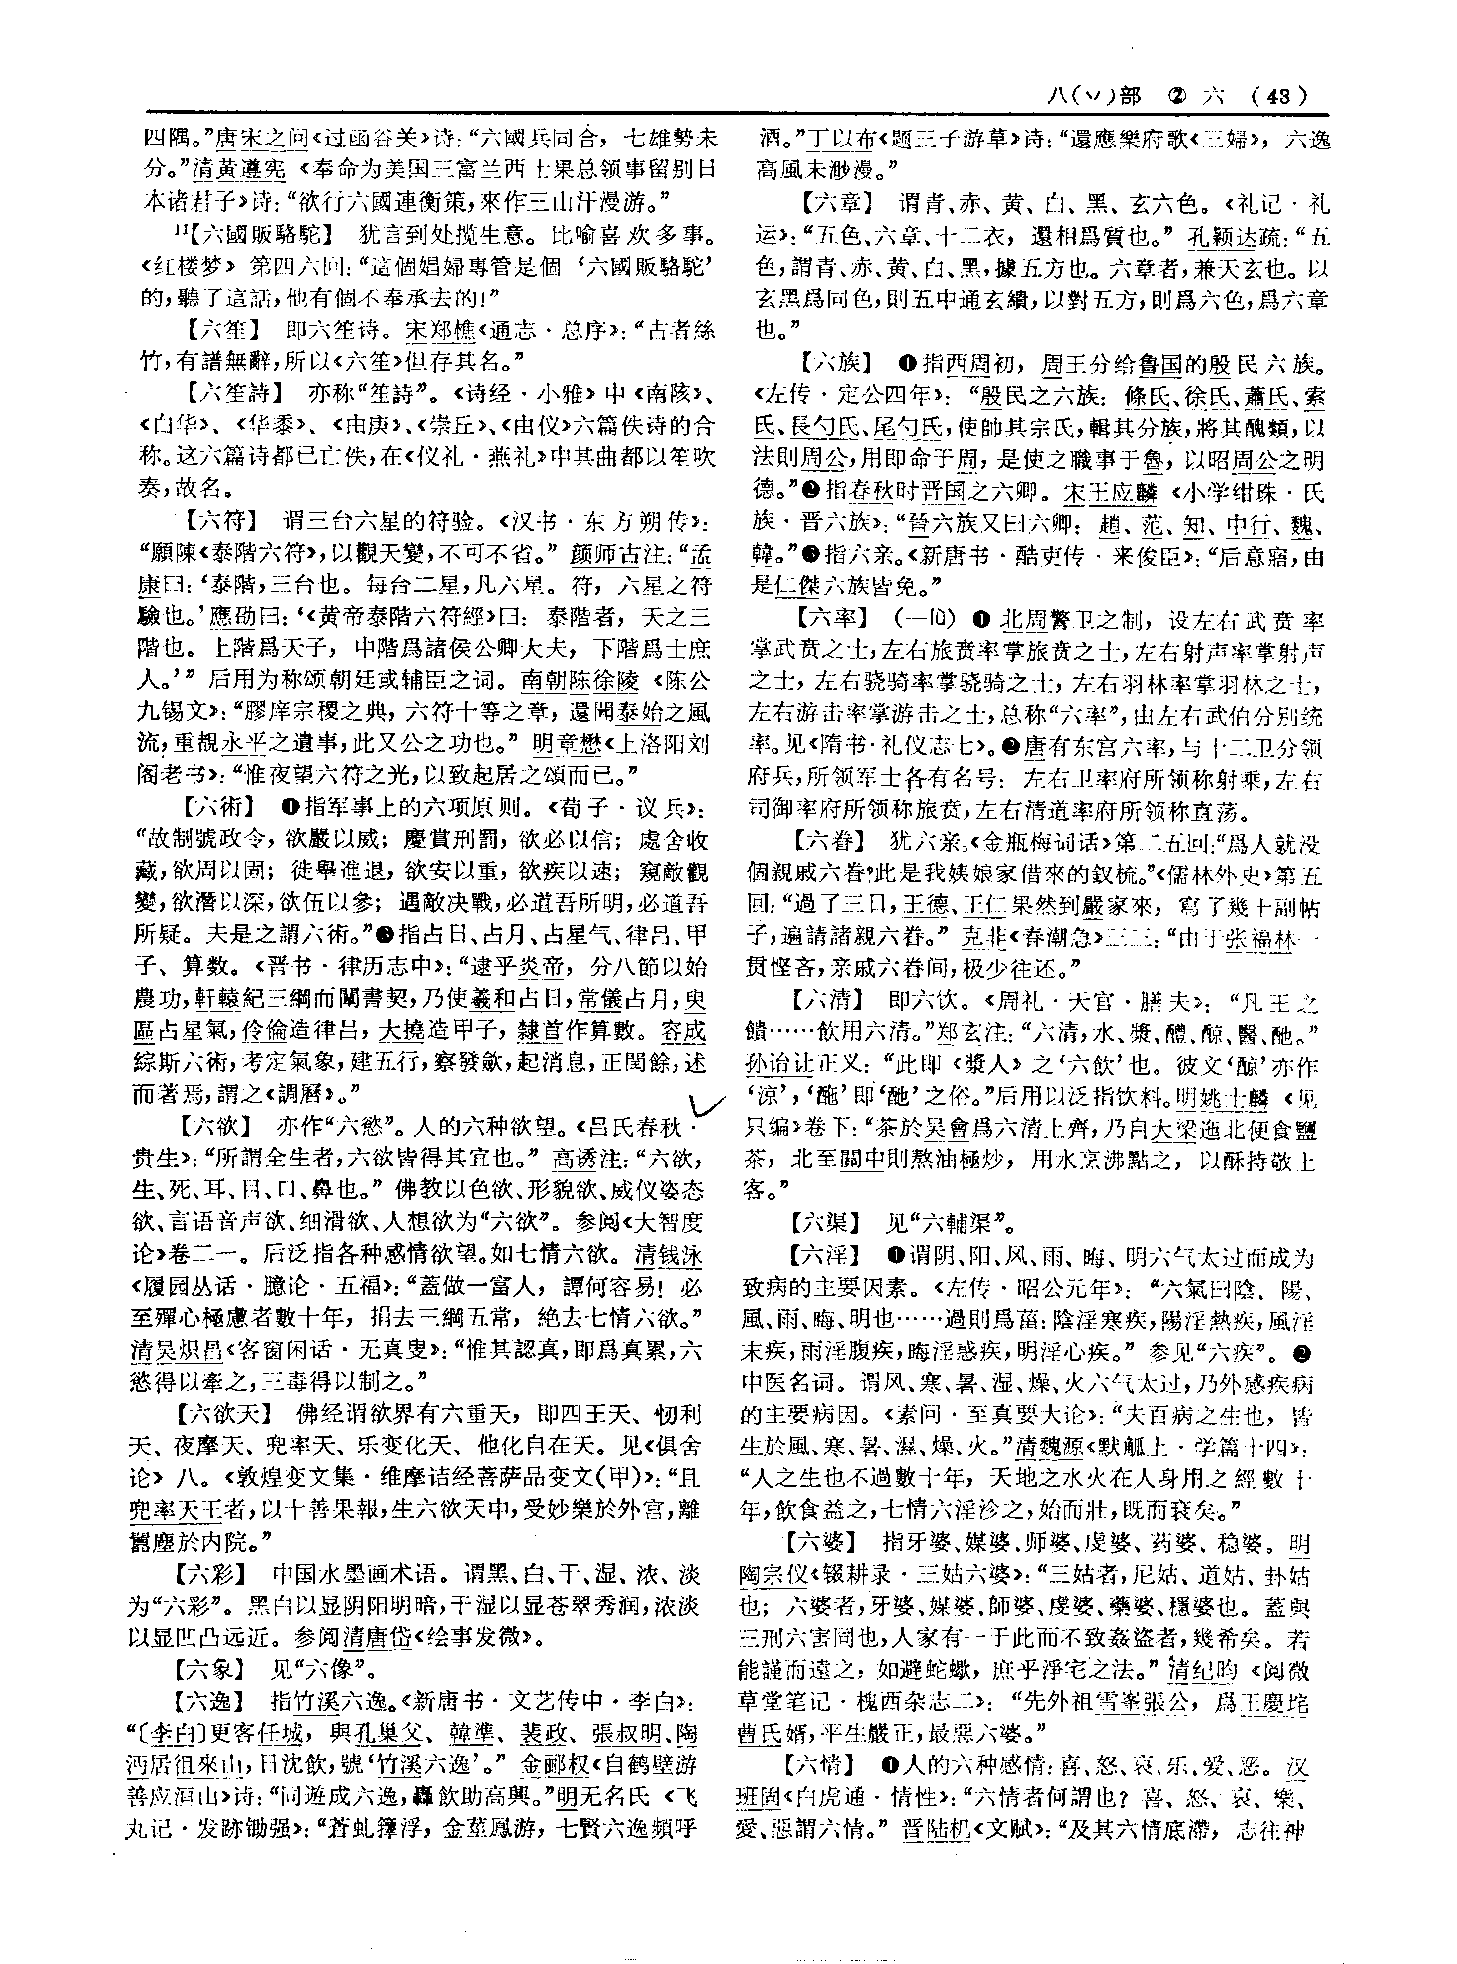 八(丷)部 ② 六 (43)
四隅。”唐宋之问《过函谷关》诗：“六國兵同合，七雄勢未
分。”清黄遵宪《奉命为美国三富兰西士果总领事留别日
本诸君子》诗：“欲行六國連衡策，來作三山汗漫游。”
【六國販駱駝】 犹言到处揽生意。比喻喜欢多事。
《红楼梦》第四六回：“這個娼婦專管是個‘六國販駱駝’
的，聽了這話，他有個不奉承去的！”
【六笙】 即六笙诗。宋郑樵《通志·总序》：“古者絲
竹，有譜無辭，所以《六笙》但存其名。”
【六笙詩】 亦称“笙詩”。《诗经·小雅》中《南陔》、
《白华》、《华黍》、《由庚》、《崇丘》、《由仪》六篇佚诗的合
称。这六篇诗都已亡佚，在《仪礼·燕礼》中其曲都以笙吹
奏，故名。
【六符】 谓三台六星的符验。《汉书·东方朔传》：
“願陳《泰階六符》，以觀天變，不可不省。”颜师古注：“孟
康曰：‘泰階，三台也。每台二星，凡六星。符，六星之符
驗也。’應劭曰：‘《黄帝泰階六符經》曰：泰階者，天之三
階也。上階爲天子，中階爲諸侯公卿大夫，下階爲士庶
人。’”后用为称颂朝廷或辅臣之词。南朝陈徐陵《陈公
九锡文》：“膠庠宗稷之典，六符十等之章，還聞泰始之風
流，重覩永平之遺事，此又公之功也。”明章懋《上洛阳刘
阁老书》：“惟夜望六符之光，以致起居之頌而已。”
【六術】 ❶指军事上的六项原则。《荀子·议兵》：
“故制號政令，欲嚴以威；慶賞刑罰，欲必以信；處舍收
藏，欲周以固；徙舉進退，欲安以重，欲疾以速；窺敵觀
變，欲潛以深，欲伍以參；遇敵决戰，必道吾所明，必道吾
所疑。夫是之謂六術。”❷指占日、占月、占星气、律吕、甲
子、算数。《晋书·律历志中》：“逮乎炎帝，分八節以始
農功，軒轅紀三綱而闡書契，乃使羲和占日，常儀占月，臾
區占星氣，伶倫造律吕，大撓造甲子，隸首作算數。容成
綜斯六術，考定氣象，建五行，察發斂，起消息，正閏餘，述
而著焉，謂之《調曆》。”
【六欲】 亦作“六慾”。人的六种欲望。《吕氏春秋·
贵生》：“所謂全生者，六欲皆得其宜也。”高诱注：“六欲，
生、死、耳、目、口、鼻也。”佛教以色欲、形貌欲、威仪姿态
欲、言语音声欲、细滑欲、人想欲为“六欲”。参阅《大智度
论》卷二一。后泛指各种感情欲望。如七情六欲。清钱泳
《履园丛话·臆论·五福》：“蓋做一富人，譚何容易！必
至殫心極慮者數十年，捐去三綱五常，絶去七情六欲。”
清吴炽昌《客窗闲话·无真叟》：“惟其認真，即爲真累，六
慾得以牽之，三毒得以制之。”
【六欲天】 佛经谓欲界有六重天，即四王天、忉利
天、夜摩天、兜率天、乐变化天、他化自在天。见《俱舍
论》八。《敦煌变文集·维摩诘经菩萨品变文(甲)》：“且
兜率天王者，以十善果報，生六欲天中，受妙樂於外宫，離
囂塵於内院。”
【六彩】 中国水墨画术语。谓黑、白、干、湿、浓、淡
为“六彩”。黑白以显阴阳明暗，干湿以显苍翠秀润，浓淡
以显凹凸远近。参阅清唐岱《绘事发微》。
【六象】 见“六像”。
【六逸】 指竹溪六逸。《新唐书·文艺传中·李白》：
“〔李白〕更客任城，與孔巢父、韓準、裴政、張叔明、陶
沔居徂來山，日沈飲，號‘竹溪六逸’。”金郦权《自鹤壁游
善应洹山》诗：“同遊成六逸，轟飲助高興。”明无名氏《飞
丸记·发跡锄强》：“蒼虬籜浮，金莖鳳游，七賢六逸頻呼
酒。”丁以布《题三子游草》诗：“還應樂府歌《三婦》，六逸
高風未渺漫。”
【六章】 谓青、赤、黄、白、黑、玄六色。《礼记·礼
运》：“五色、六章、十二衣，還相爲質也。”孔颖达疏：“五
色，謂青、赤、黄、白、黑，據五方也。六章者，兼天玄也。以
玄黑爲同色，則五中通玄纁，以對五方，則爲六色，爲六章
也。”
【六族】 ❶指西周初，周王分给鲁国的殷民六族。
《左传·定公四年》：“殷民之六族：條氏、徐氏、蕭氏、索
氏、長勺氏、尾勺氏，使帥其宗氏，輯其分族，將其醜類，以
法則周公，用即命于周，是使之職事于魯，以昭周公之明
德。”❷指春秋时晋国之六卿。宋王应麟《小学绀珠·氏
族·晋六族》：“晉六族又曰六卿：趙、范、知、中行、魏、
韓。”❸指六亲。《新唐书·酷吏传·来俊臣》：“后意寤，由
是仁傑六族皆免。”
【六率】 (—lǜ) ❶北周警卫之制，设左右武贲率
掌武贲之士，左右旅贲率掌旅贲之士，左右射声率掌射声
之士，左右骁骑率掌骁骑之士，左右羽林率掌羽林之士，
左右游击率掌游击之士，总称“六率”，由左右武伯分别统
率。见《隋书·礼仪志七》。❷唐有东宫六率，与十二卫分领
府兵，所领军士各有名号：左右卫率府所领称射乘，左右
司御率府所领称旅贲，左右清道率府所领称直荡。
【六眷】 犹六亲。《金瓶梅词话》第二五回：“爲人就没
個親戚六眷？此是我姨娘家借來的釵梳。”《儒林外史》第五
回：“過了三日，王德、王仁果然到嚴家來，寫了幾十副帖
子，遍請諸親六眷。”克非《春潮急》三三：“由于张福林一
贯悭吝，亲戚六眷间，极少往还。”
【六清】 即六饮。《周礼·天官·膳夫》：“凡王之
饋……飲用六清。”郑玄注：“六清，水、漿、醴、䣼、醫、酏。”
孙诒让正义：“此即《漿人》之‘六飲’也。彼文‘䣼’亦作
‘涼’，‘䣺’即‘酏’之俗。”后用以泛指饮料。明姚士麟《见
只编》卷下：“茶於吴會爲六清上齊，乃自大梁迤北便食鹽
茶，北至關中則熬油極炒，用水烹沸點之，以酥持敬上
客。”
【六渠】 见“六輔渠”。
【六淫】 ❶谓阴、阳、风、雨、晦、明六气太过而成为
致病的主要因素。《左传·昭公元年》：“六氣曰陰、陽、
風、雨、晦、明也……過則爲菑：陰淫寒疾，陽淫熱疾，風淫
末疾，雨淫腹疾，晦淫惑疾，明淫心疾。”参见“六疾”。❷
中医名词。谓风、寒、暑、湿、燥、火六气太过，乃外感疾病
的主要病因。《素问·至真要大论》：“夫百病之生也，皆
生於風、寒、暑、濕、燥、火。”清魏源《默觚上·学篇十四》：
“人之生也不過數十年，天地之水火在人身用之經數十
年，飲食益之，七情六淫沴之，始而壯，既而衰矣。”
【六婆】 指牙婆、媒婆、师婆、虔婆、药婆、稳婆。明
陶宗仪《辍耕录·三姑六婆》：“三姑者，尼姑、道姑、卦姑
也；六婆者，牙婆、媒婆、師婆、虔婆、藥婆、穩婆也。蓋與
三刑六害同也，人家有一于此而不致姦盗者，幾希矣。若
能謹而遠之，如避蛇蠍，庶乎淨宅之法。”清纪昀《阅微
草堂笔记·槐西杂志二》：“先外祖雪峯張公，爲王慶垞
曹氏婿，平生嚴正，最惡六婆。”
【六情】 ❶人的六种感情：喜、怒、哀、乐、爱、恶。汉
班固《白虎通·情性》：“六情者何謂也？喜、怒、哀、樂、
愛、惡謂六情。”晋陆机《文赋》：“及其六情底滯，志往神